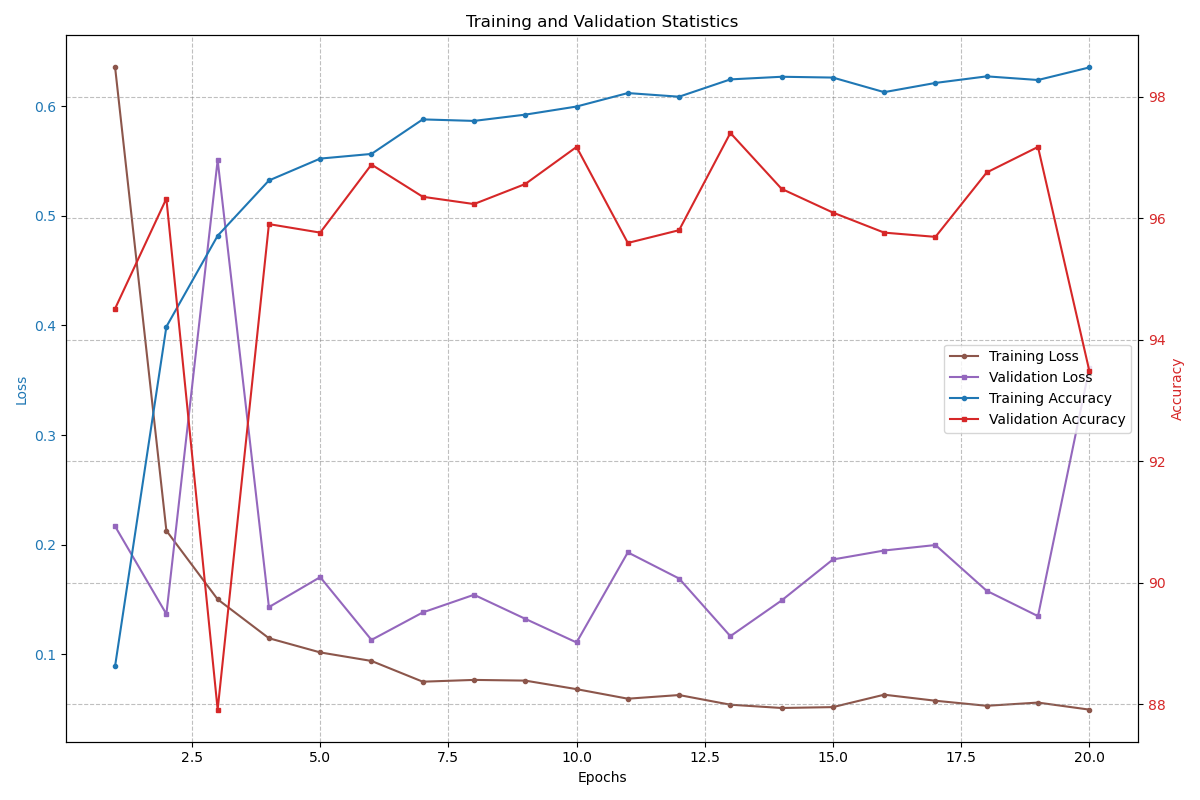 Training and Validation Statistics
0.6
0.5
0.4
0.3
0.2
0.1
Loss
98
96
94
92
90
88
Accuracy
Training Loss
Validation Loss
Training Accuracy
Validation Accuracy
2.5 5.0 7.5 10.0 12.5 15.0 17.5 20.0
Epochs